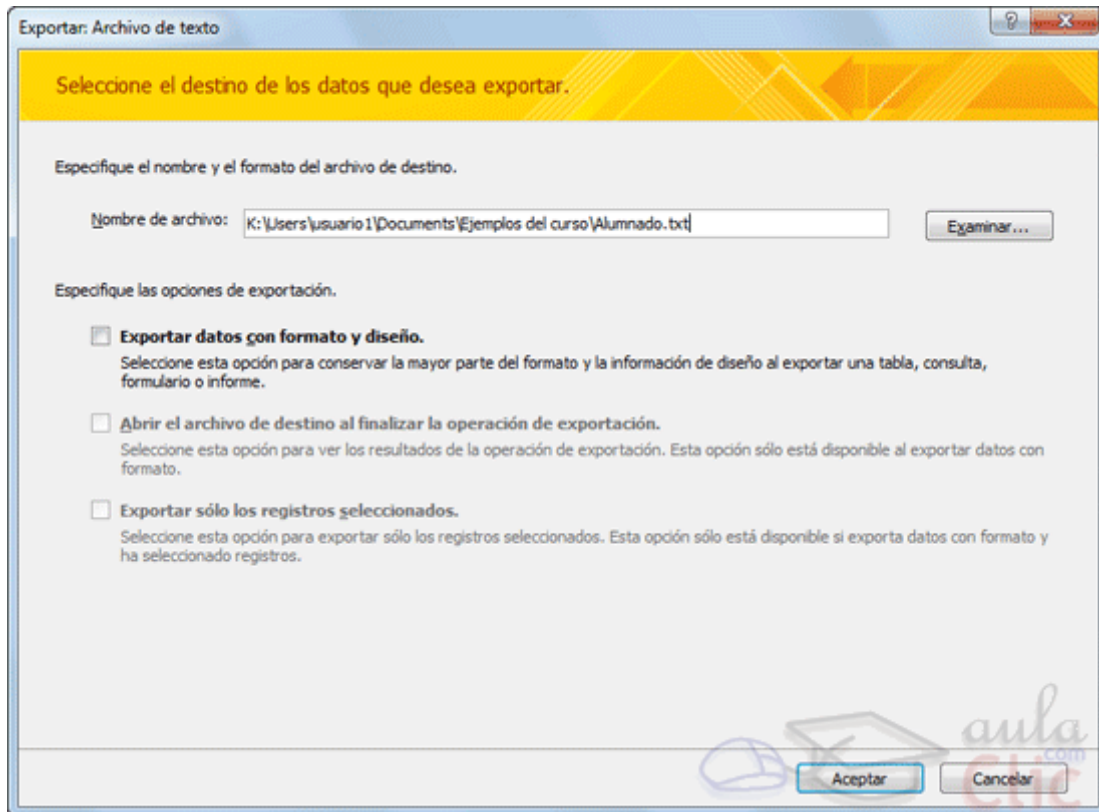 Exportar: Archivo de texto
Seleccione el destino de los datos que desea exportar.
Especifique el nombre y el formato del archivo de destino.
Nombre de archivo: K:\Users\usuario1\Documents\Ejemplos del curso\Alumnado.txt Examinar...
Especifique las opciones de exportación.
Exportar datos con formato y diseño.
Seleccione esta opción para conservar la mayor parte del formato y la información de diseño al exportar una tabla, consulta,
formulario o informe.
Abrir el archivo de destino al finalizar la operación de exportación.
Seleccione esta opción para ver los resultados de la operación de exportación. Esta opción sólo está disponible al exportar datos con
formato.
Exportar sólo los registros seleccionados.
Seleccione esta opción para exportar sólo los registros seleccionados. Esta opción sólo está disponible si exporta datos con formato y
ha seleccionado registros.
aula
.com
Clic
Aceptar Cancelar